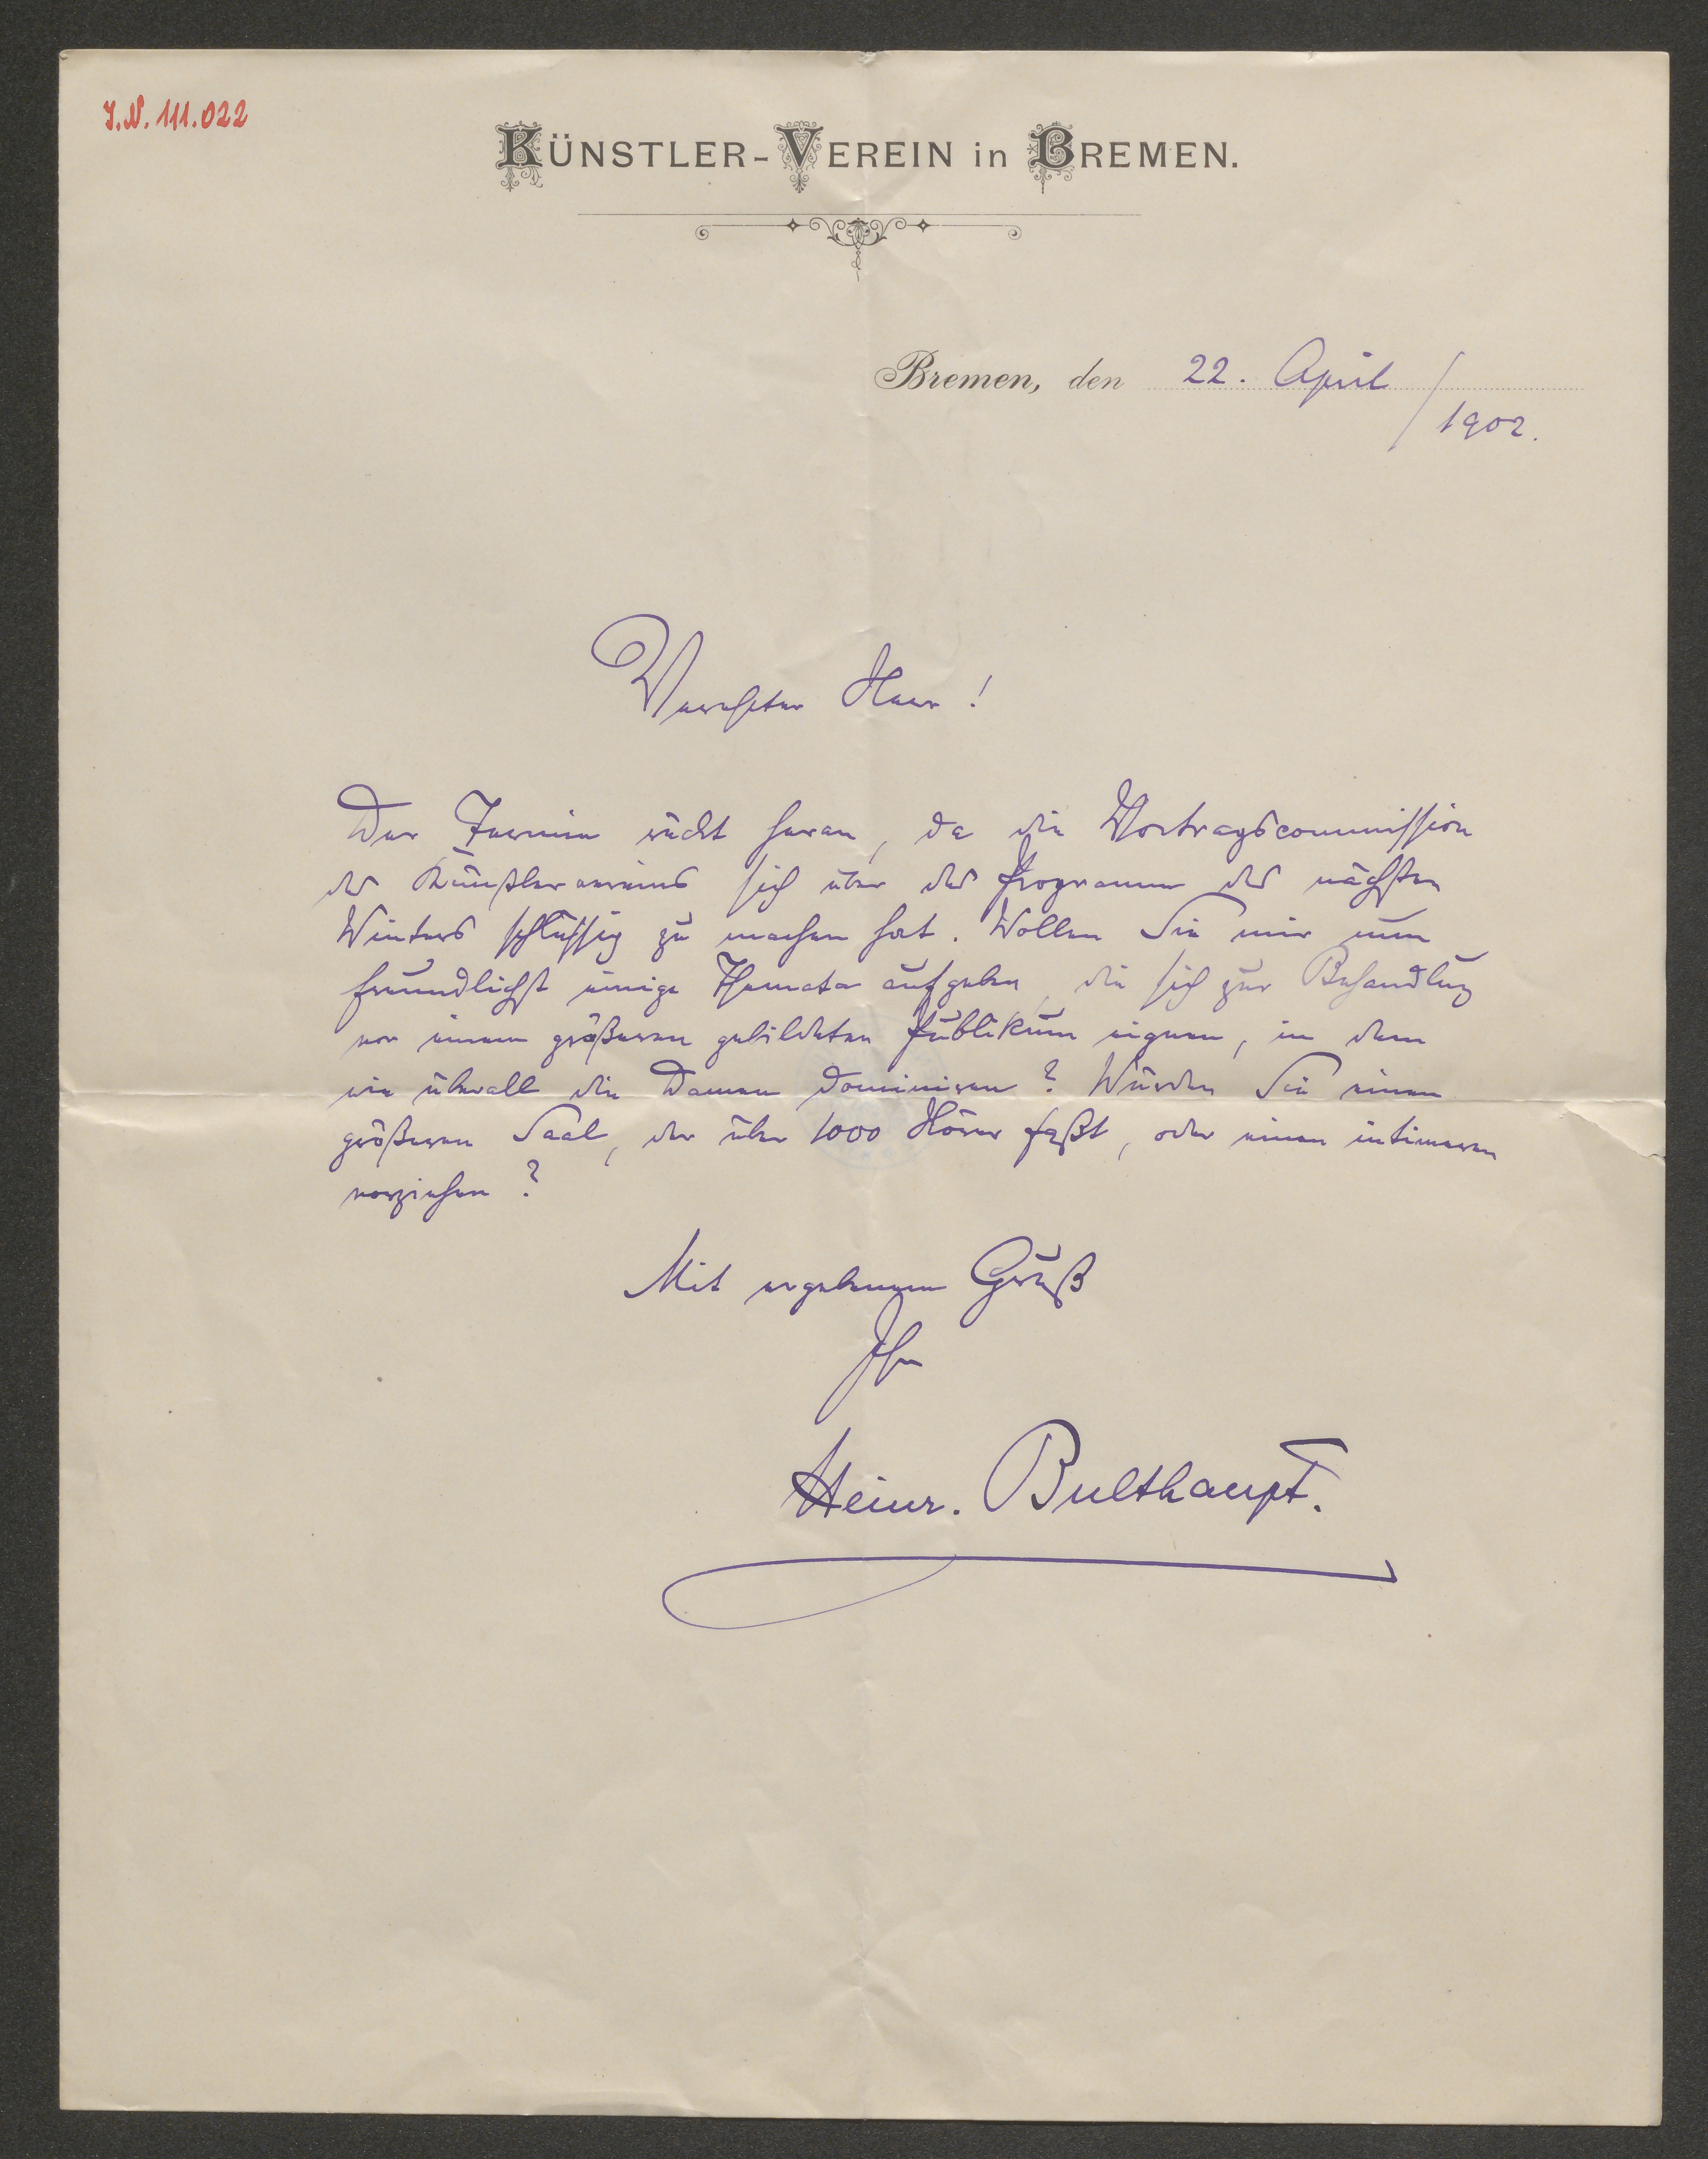 J.N. 111.022
KÜNSTLER-VEREIN in BREMEN.
Bremen, den 22. April
1902.
Verehrter Herr!
Der Termin rückt heran, da die Vortragscommission
des Künstlervereins sich über das Programm des nächsten
Winters schlüssig zu machen hat. Wollen Sie mir nun
freundlichst einige Themata aufgeben, die sich zur Behandlung
vor einem größeren gebildeten Publikum eignen, in dem
wie überall die Damen dominiren? Würden Sie einen
größeren Saal, der über 1000 Hörer faßt, oder einen intimeren
vorziehen?
Mit ergebenem Gruß
Ihr
Heinr. Bulthaupt.